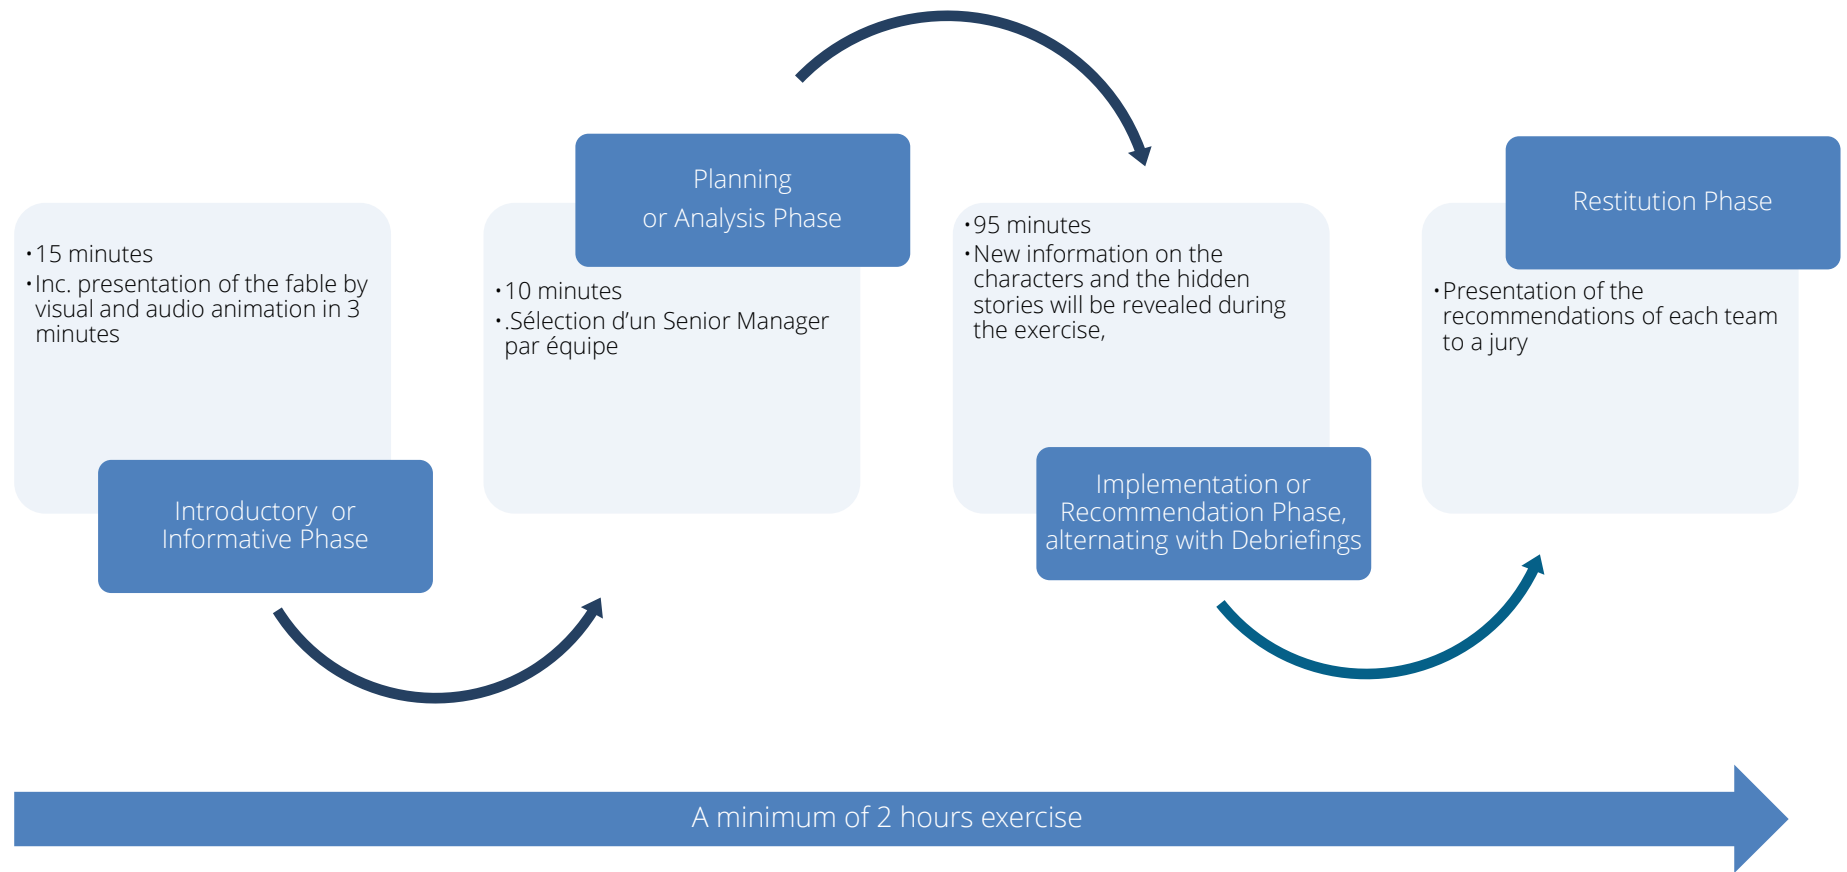 •15 minutes
•Inc. presentation of the fable by
visual and audio animation in 3
minutes
Introductory or
Informative Phase
Planning
or Analysis Phase
•10 minutes
•.Sélection d’un Senior Manager
par équipe
•95 minutes
•New information on the
characters and the hidden
stories will be revealed during
the exercise,
Implementation or
Recommendation Phase,
alternating with Debriefings
Restitution Phase
•Presentation of the
recommendations of each team
to a jury
A minimum of 2 hours exercise